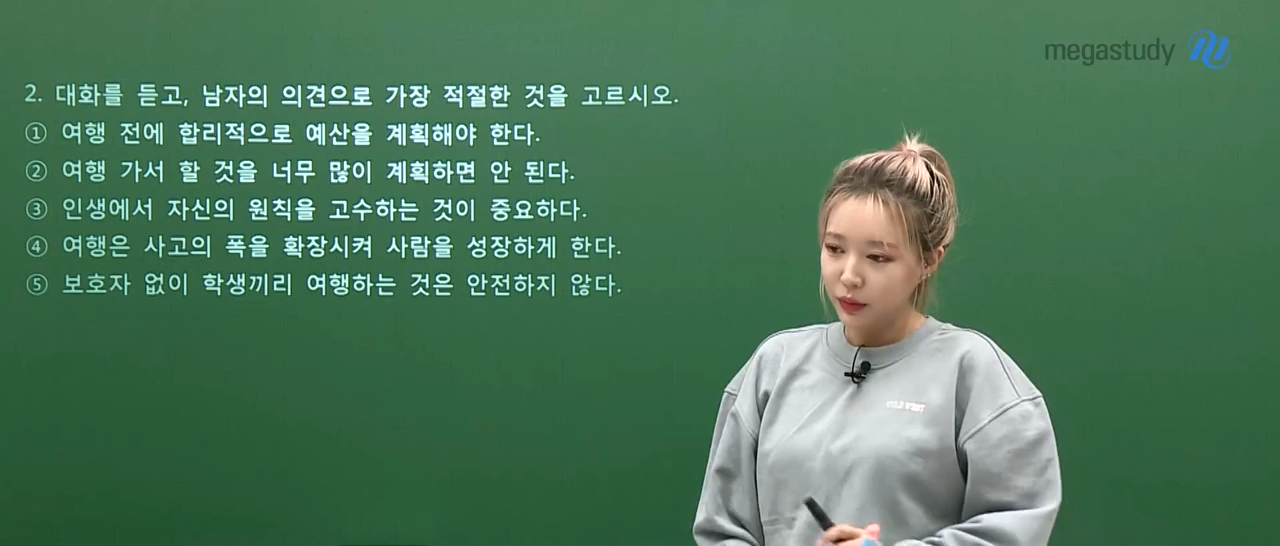 megastudy
2. 대화를 듣고, 남자의 의견으로 가장 적절한 것을 고르시오.
① 여행 전에 합리적으로 예산을 계획해야 한다.
② 여행 가서 할 것을 너무 많이 계획하면 안 된다.
③ 인생에서 자신의 원칙을 고수하는 것이 중요하다.
④ 여행은 사고의 폭을 확장시켜 사람을 성장하게 한다.
⑤ 보호자 없이 학생끼리 여행하는 것은 안전하지 않다.